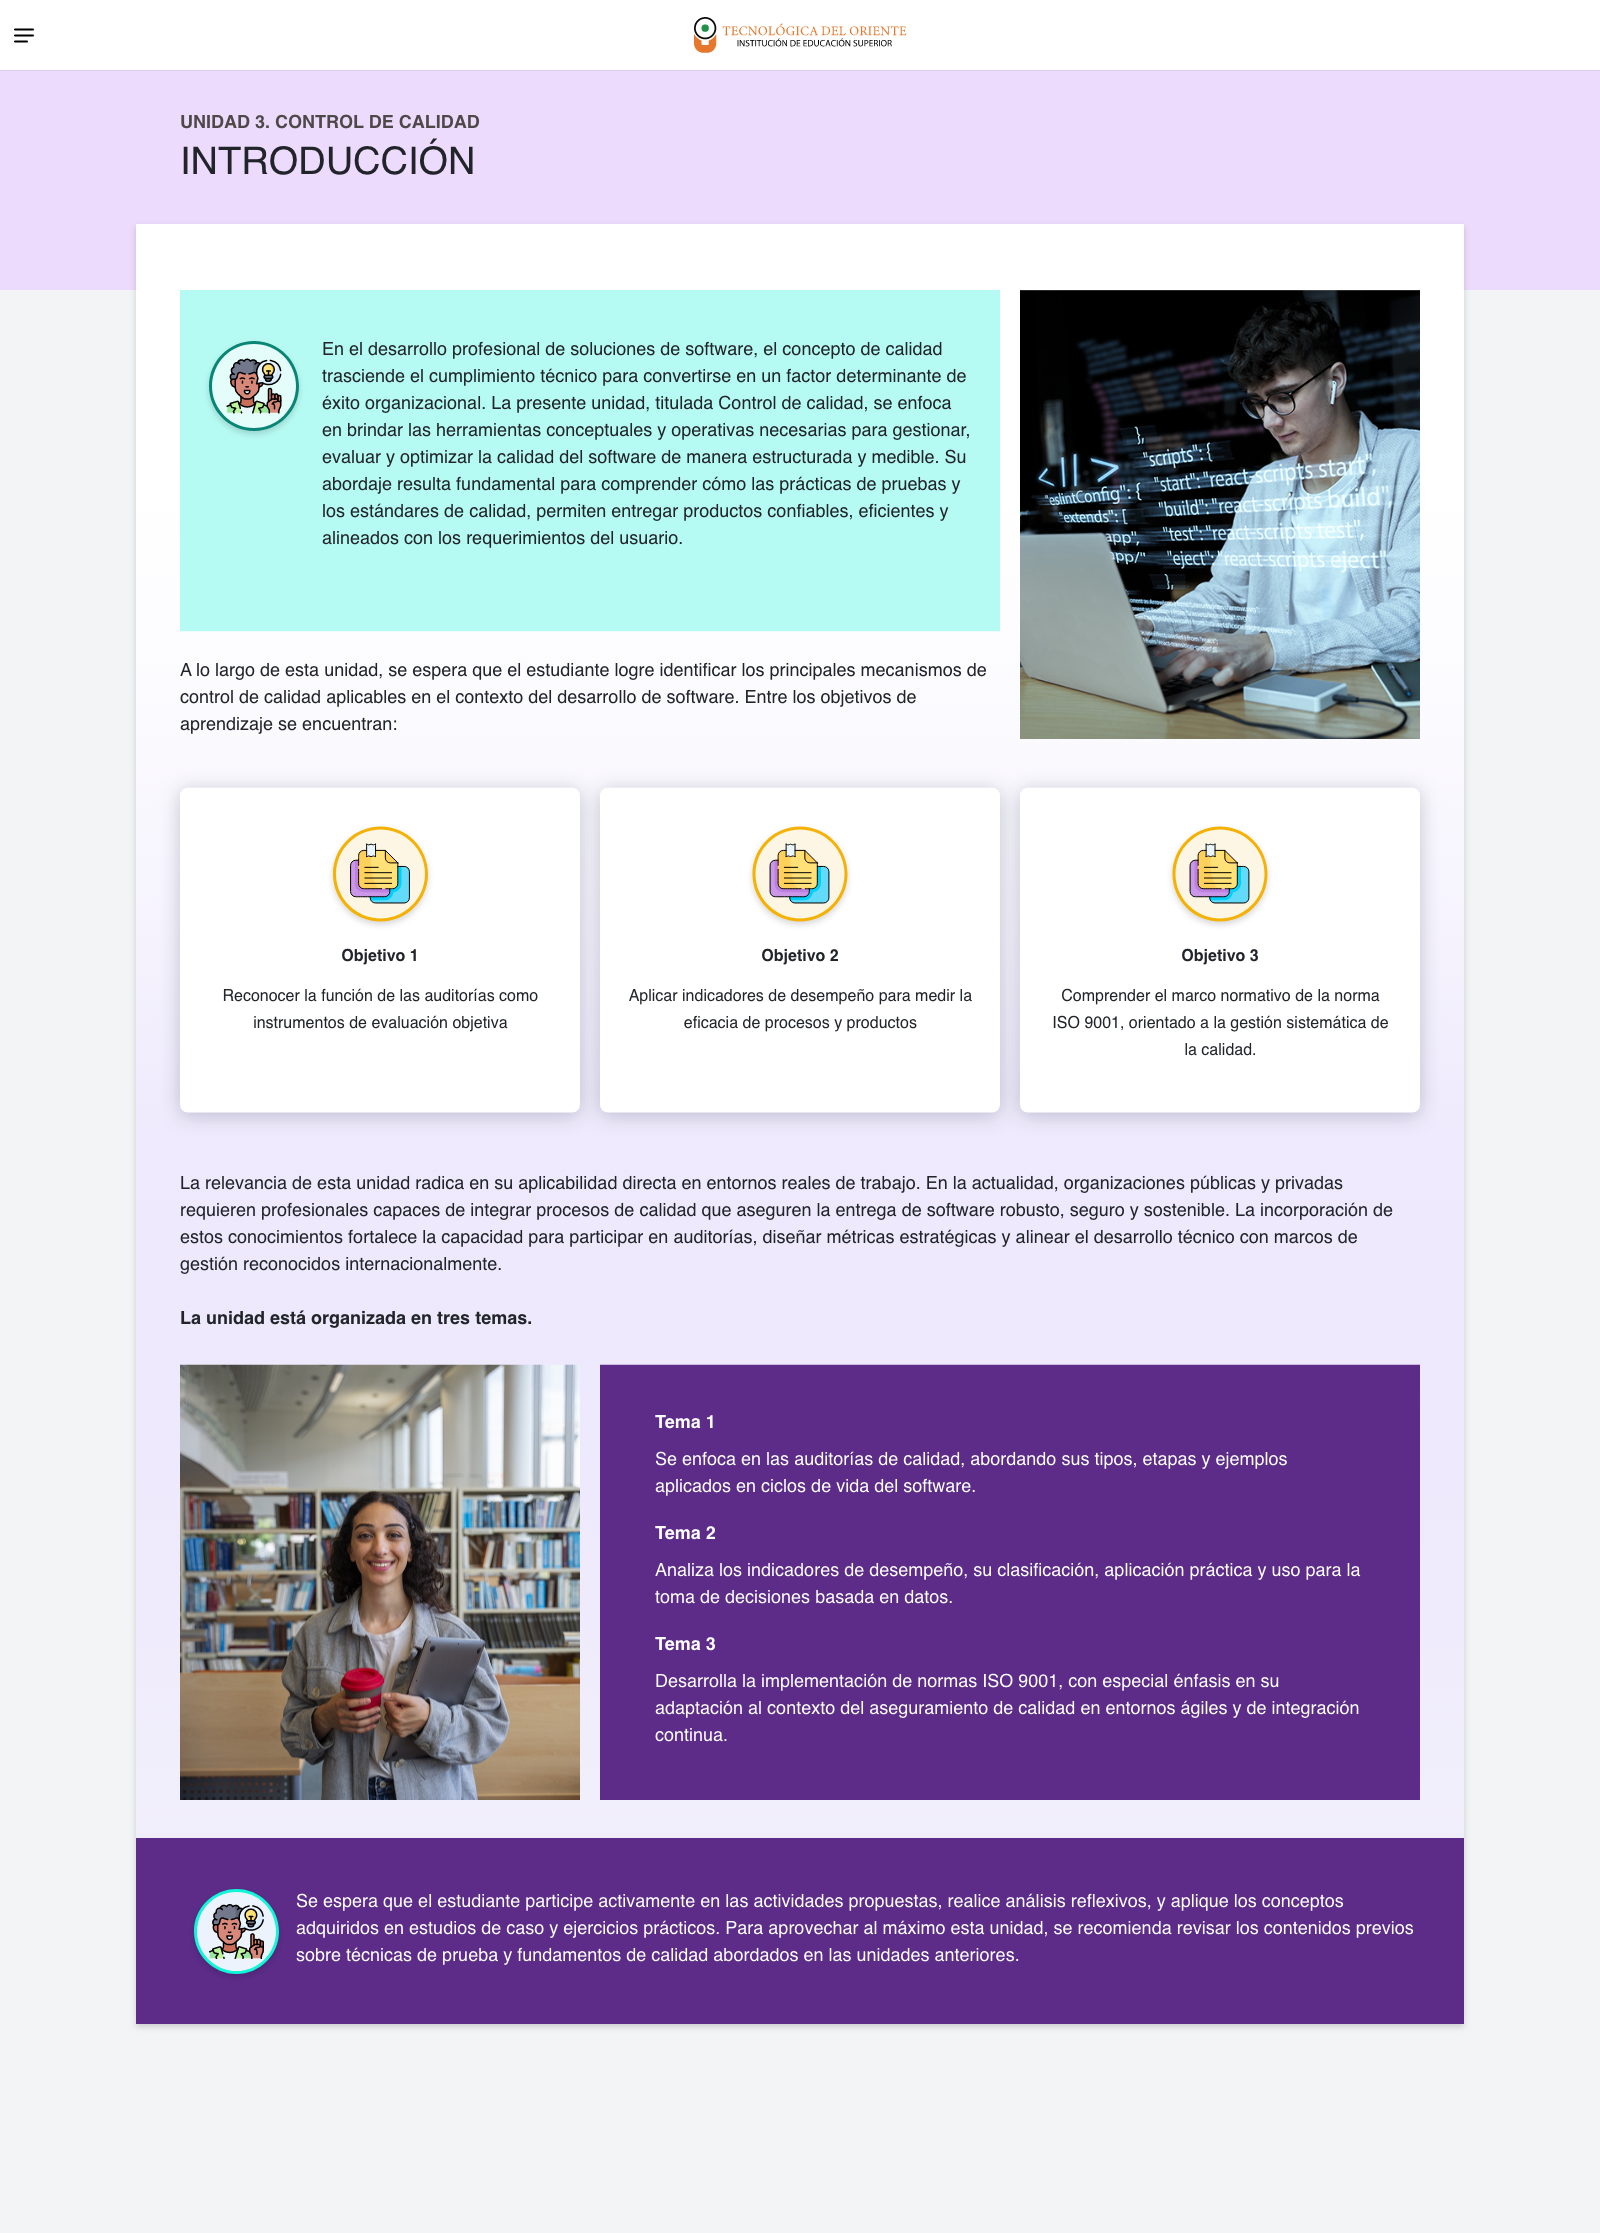 TECNOLÓGICA DEL ORIENTE
INSTITUCIÓN DE EDUCACIÓN SUPERIOR
UNIDAD 3. CONTROL DE CALIDAD
INTRODUCCIÓN
En el desarrollo profesional de soluciones de software, el concepto de calidad
trasciende el cumplimiento técnico para convertirse en un factor determinante de
éxito organizacional. La presente unidad, titulada Control de calidad, se enfoca
en brindar las herramientas conceptuales y operativas necesarias para gestionar,
evaluar y optimizar la calidad del software de manera estructurada y medible. Su
abordaje resulta fundamental para comprender cómo las prácticas de pruebas y
los estándares de calidad, permiten entregar productos confiables, eficientes y
alineados con los requerimientos del usuario.
},
"scripts": {
"eslintConfig": { "start": "react-scripts start",
"extends": [ "build": "react-scripts build",
app", "test": "react-scripts test",
pp/" "eject": "react-scripts eject"
},
A lo largo de esta unidad, se espera que el estudiante logre identificar los principales mecanismos de
control de calidad aplicables en el contexto del desarrollo de software. Entre los objetivos de
aprendizaje se encuentran:
Objetivo 1
Reconocer la función de las auditorías como
instrumentos de evaluación objetiva
Objetivo 2
Aplicar indicadores de desempeño para medir la
eficacia de procesos y productos
Objetivo 3
Comprender el marco normativo de la norma
ISO 9001, orientado a la gestión sistemática de
la calidad.
La relevancia de esta unidad radica en su aplicabilidad directa en entornos reales de trabajo. En la actualidad, organizaciones públicas y privadas
requieren profesionales capaces de integrar procesos de calidad que aseguren la entrega de software robusto, seguro y sostenible. La incorporación de
estos conocimientos fortalece la capacidad para participar en auditorías, diseñar métricas estratégicas y alinear el desarrollo técnico con marcos de
gestión reconocidos internacionalmente.
La unidad está organizada en tres temas.
Tema 1
Se enfoca en las auditorías de calidad, abordando sus tipos, etapas y ejemplos
aplicados en ciclos de vida del software.
Tema 2
Analiza los indicadores de desempeño, su clasificación, aplicación práctica y uso para la
toma de decisiones basada en datos.
Tema 3
Desarrolla la implementación de normas ISO 9001, con especial énfasis en su
adaptación al contexto del aseguramiento de calidad en entornos ágiles y de integración
continua.
Se espera que el estudiante participe activamente en las actividades propuestas, realice análisis reflexivos, y aplique los conceptos
adquiridos en estudios de caso y ejercicios prácticos. Para aprovechar al máximo esta unidad, se recomienda revisar los contenidos previos
sobre técnicas de prueba y fundamentos de calidad abordados en las unidades anteriores.